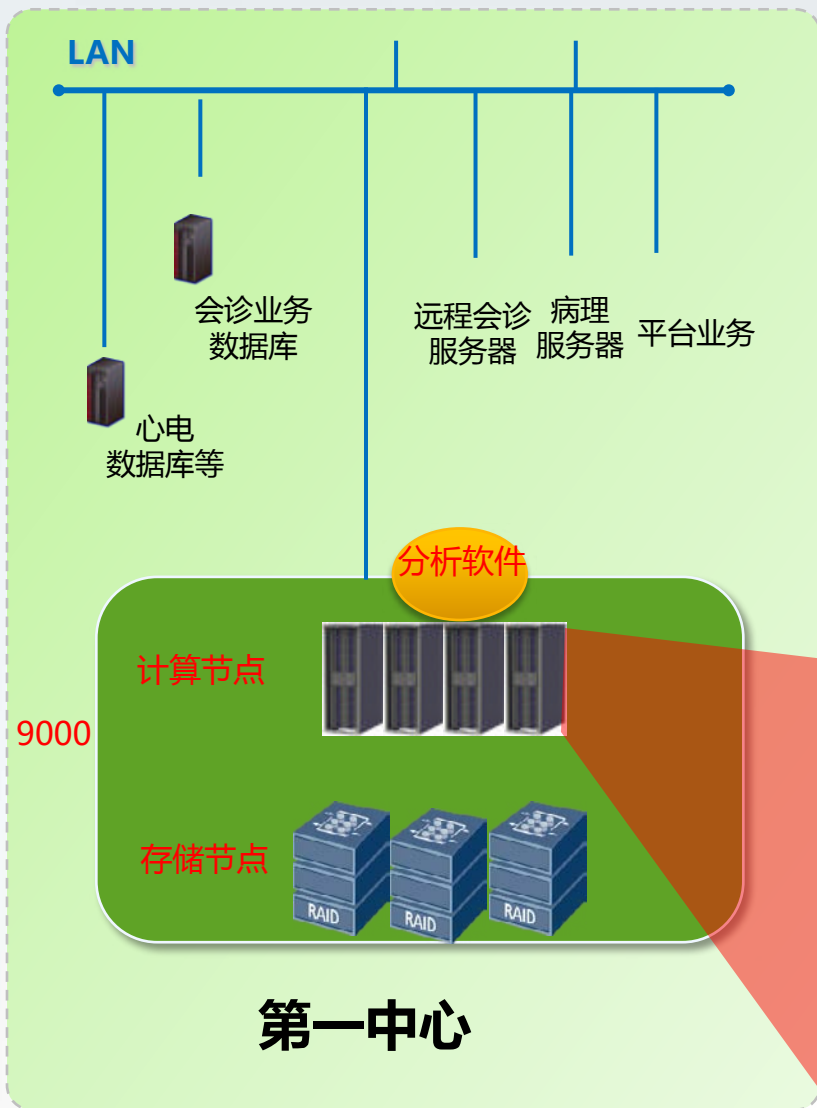 LAN
会诊业务
数据库
远程会诊
服务器
病理
服务器
平台业务
心电
数据库等
分析软件
计算节点
9000
存储节点
RAID
RAID
RAID
第一中心